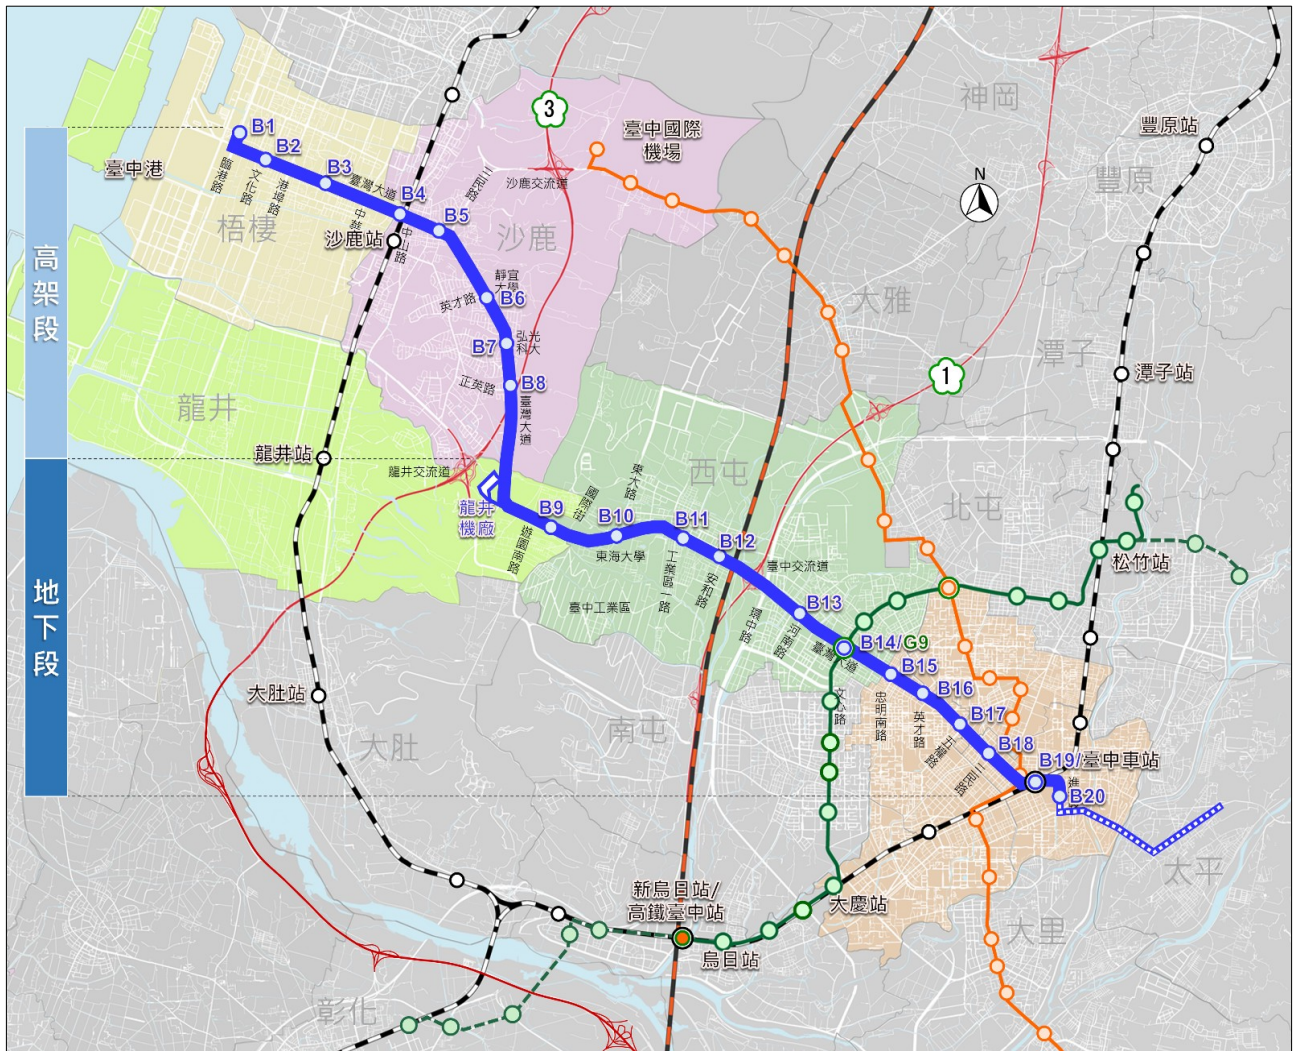 3
臺中國際
機場
神岡
豐原站
B1
B2
臺中港
三民路
沙鹿交流道
臨港路
文化路
港埠路
B3
臺灣大道
B4
N
豐原
梧棲
沙鹿站
中山路
B5
沙鹿
高架段
靜宜
大學
英才路
B6
大雅
弘光
科大
B7
潭子
潭子站
1
正英路
B8
臺灣大道
龍井
龍井站
龍井交流道
西屯
東大路
北屯
龍井
機廠
國際街
B9
遊園南路
B10
東海大學
B11
工業區一路
B12
安和路
臺中交流道
松竹站
地下段
臺中工業區
環中路
B13
河南路
臺灣大道
B14/G9
B15
B16
大肚站
文心路
忠明南路
英才路
B17
五權路
南屯
大肚
B18
三民路
B19/臺中車站
B20
太平
新烏日站/
高鐵臺中站
大慶站
烏日站
大里
彰化